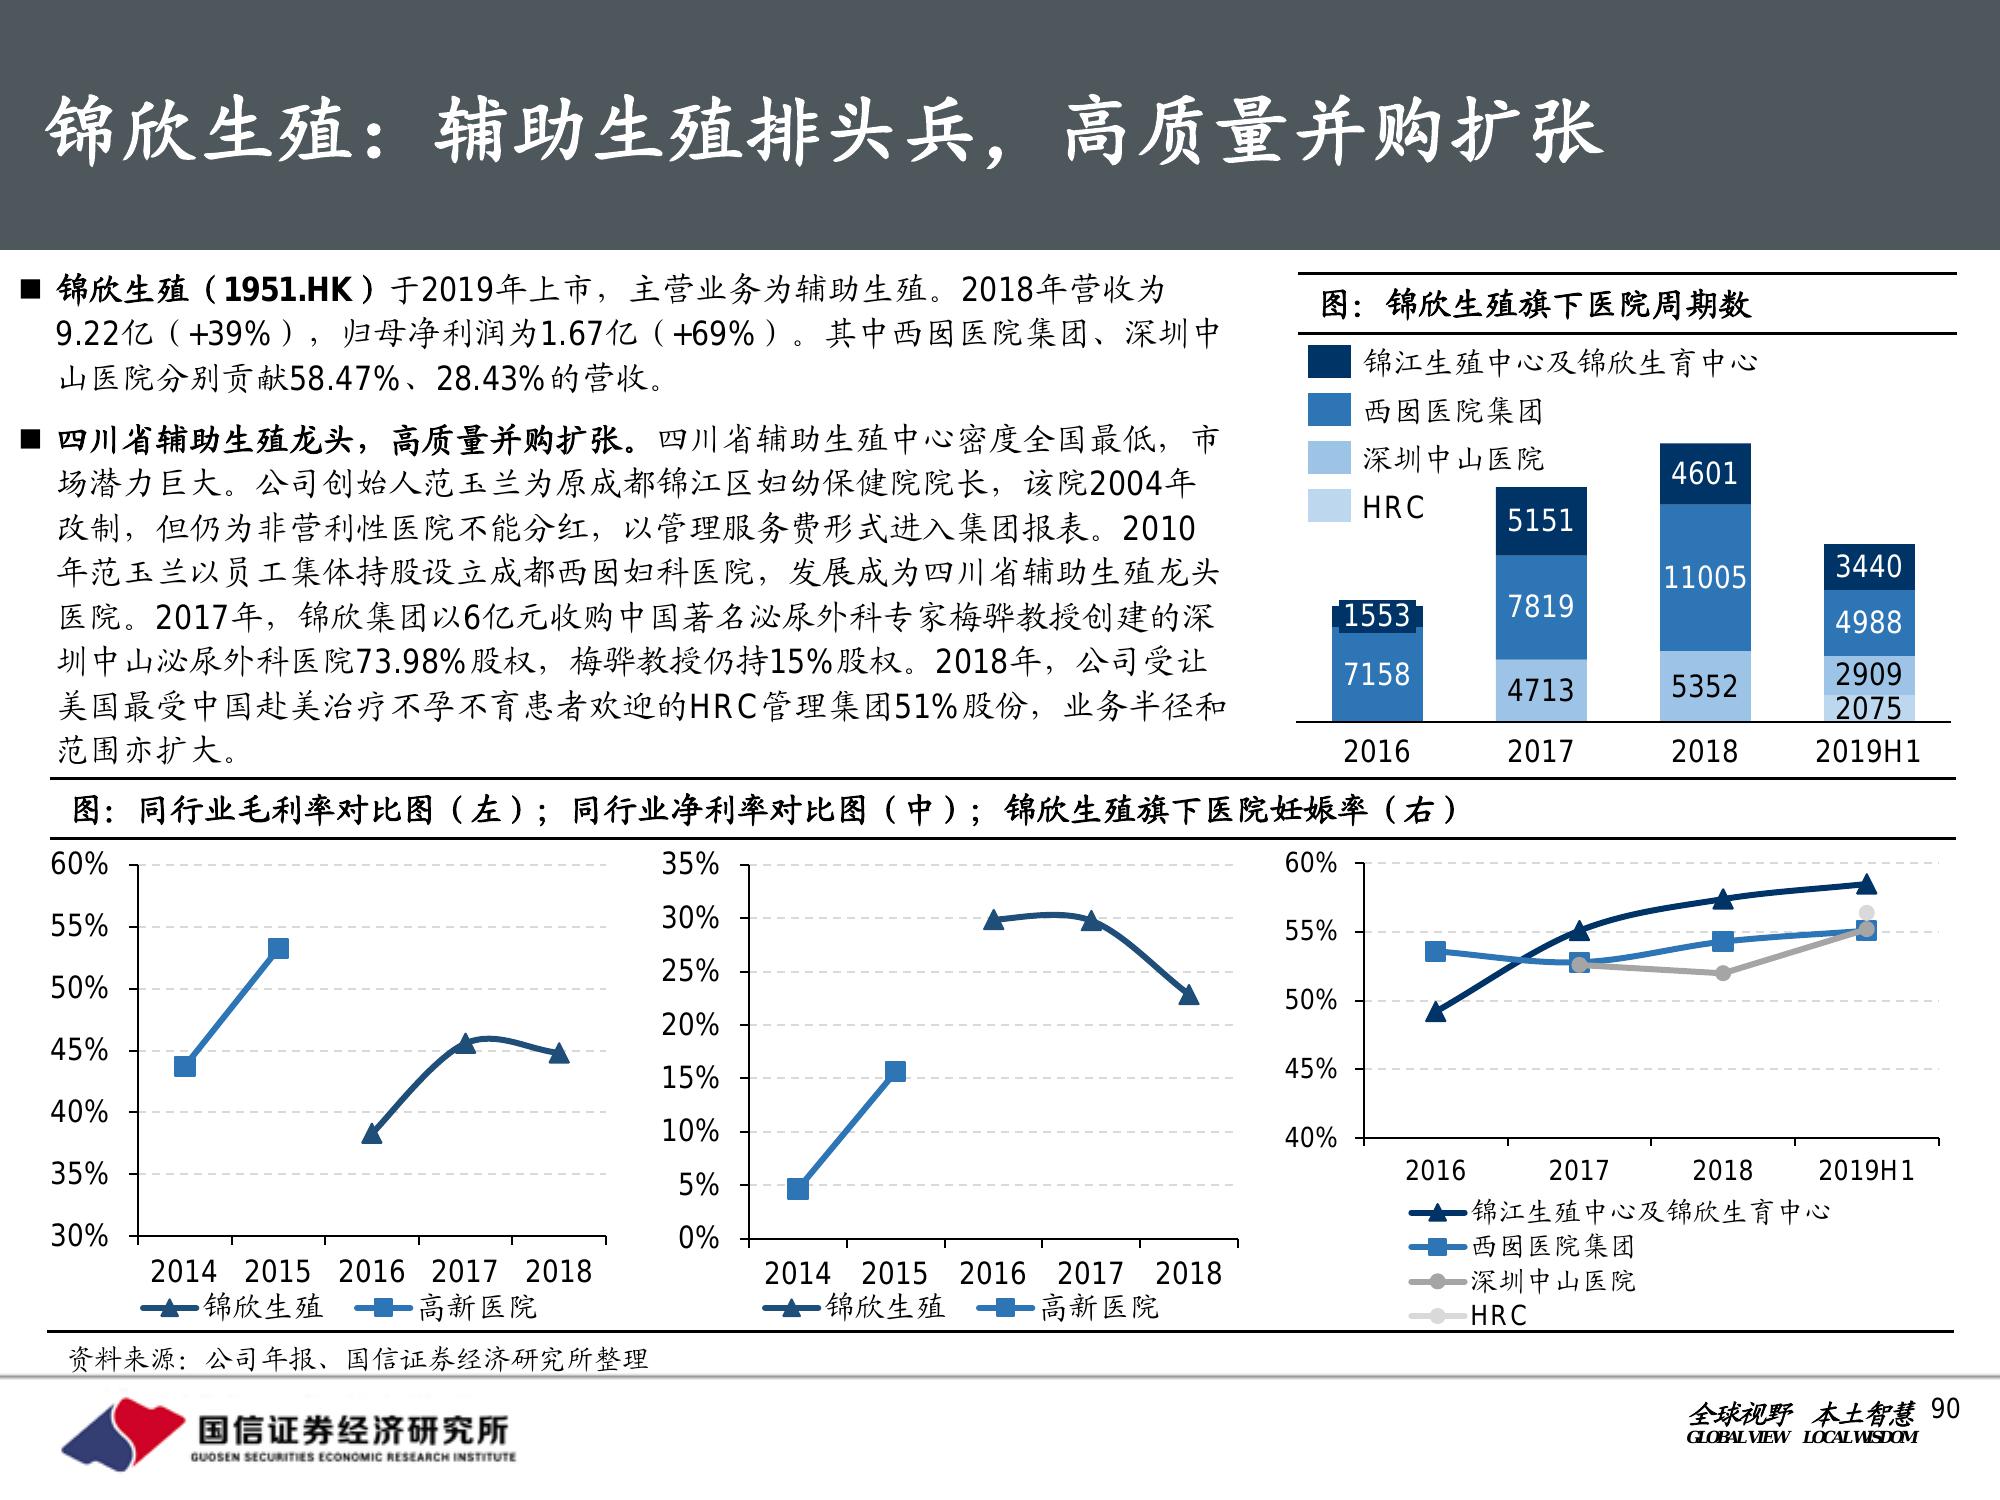 锦欣生殖：辅助生殖排头兵，高质量并购扩张
■ 锦欣生殖（1951.HK）于2019年上市，主营业务为辅助生殖。2018年营收为
9.22亿（+39%），归母净利润为1.67亿（+69%）。其中西囡医院集团、深圳中
山医院分别贡献58.47%、28.43%的营收。
■ 四川省辅助生殖龙头，高质量并购扩张。四川省辅助生殖中心密度全国最低，市
场潜力巨大。公司创始人范玉兰为原成都锦江区妇幼保健院院长，该院2004年
改制，但仍为非营利性医院不能分红，以管理服务费形式进入集团报表。2010
年范玉兰以员工集体持股设立成都西囡妇科医院，发展成为四川省辅助生殖龙头
医院。2017年，锦欣集团以6亿元收购中国著名泌尿外科专家梅骅教授创建的深
圳中山泌尿外科医院73.98%股权，梅骅教授仍持15%股权。2018年，公司受让
美国最受中国赴美治疗不孕不育患者欢迎的HRC管理集团51%股份，业务半径和
范围亦扩大。
图：锦欣生殖旗下医院周期数
锦江生殖中心及锦欣生育中心
西囡医院集团
深圳中山医院
HRC
1553
7158
5151
7819
4713
4601
11005
5352
3440
4988
2909
2075
2016 2017 2018 2019H1
图：同行业毛利率对比图（左）；同行业净利率对比图（中）；锦欣生殖旗下医院妊娠率（右）
60%
55%
50%
45%
40%
35%
30%
2014 2015 2016 2017 2018
锦欣生殖 高新医院
35%
30%
25%
20%
15%
10%
5%
0%
2014 2015 2016 2017 2018
锦欣生殖 高新医院
60%
55%
50%
45%
40%
2016 2017 2018 2019H1
锦江生殖中心及锦欣生育中心
西囡医院集团
深圳中山医院
HRC
资料来源：公司年报、国信证券经济研究所整理
国信证券经济研究所
GUOSEN SECURITIES ECONOMIC RESEARCH INSTITUTE
全球视野 本土智慧
GLOBAL VIEW LOCAL WISDOM
90